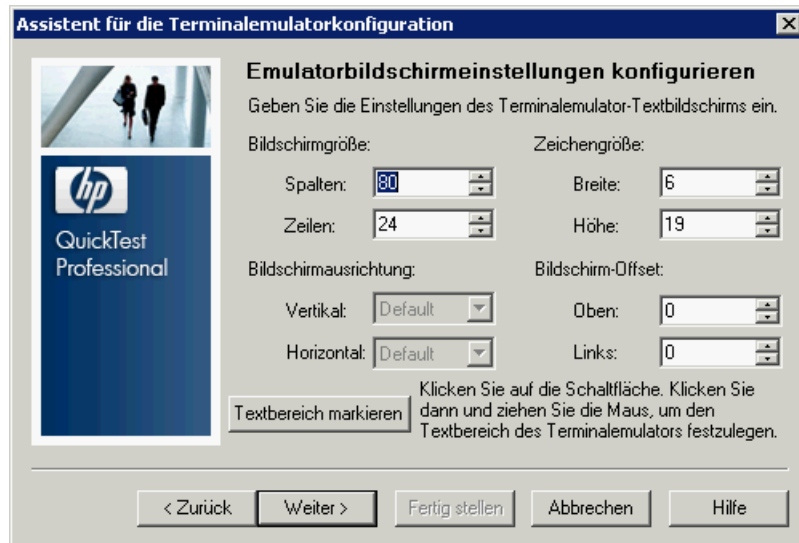 Assistent für die Terminalemulatorkonfiguration
hp
QuickTest
Professional
Emulatorbildschirmeinstellungen konfigurieren
Geben Sie die Einstellungen des Terminalemulator-Textbildschirms ein.
Bildschirmgröße:
Spalten: 80
Zeilen: 24
Zeichengröße:
Breite: 6
Höhe: 19
Bildschirmausrichtung:
Vertikal: Default
Horizontal: Default
Bildschirm-Offset:
Oben: 0
Links: 0
Textbereich markieren
Klicken Sie auf die Schaltfläche. Klicken Sie
dann und ziehen Sie die Maus, um den
Textbereich des Terminalemulators festzulegen.
< Zurück
Weiter >
Fertig stellen
Abbrechen
Hilfe